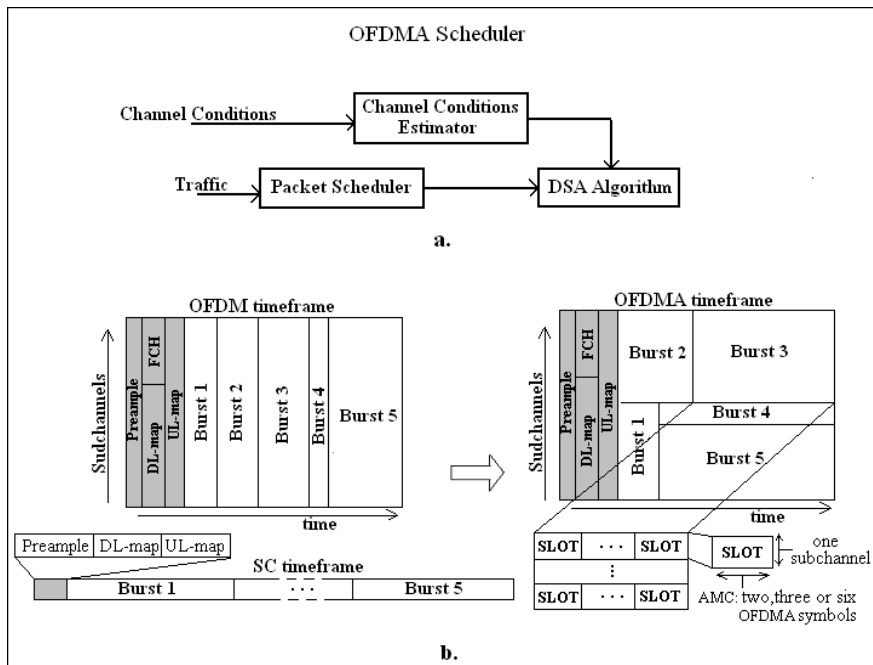 OFDMA Scheduler
Channel Conditions
Channel Conditions
Estimator
Traffic
Packet Scheduler
DSA Algorithm
a.
OFDM timeframe
Sudchannels
Preample
FCH
DL-map
UL-map
Burst 1
Burst 2
Burst 3
Burst 4
Burst 5
time
OFDMA timeframe
Sudchannels
Preample
FCH
DL-map
UL-map
Burst 2
Burst 3
Burst 1
Burst 4
Burst 5
time
Preample DL-map UL-map
SC timeframe
Burst 1 - - - Burst 5
SLOT ··· SLOT
⋮
SLOT ··· SLOT
SLOT
one
subchannel
AMC: two,three or six
OFDMA symbols
b.